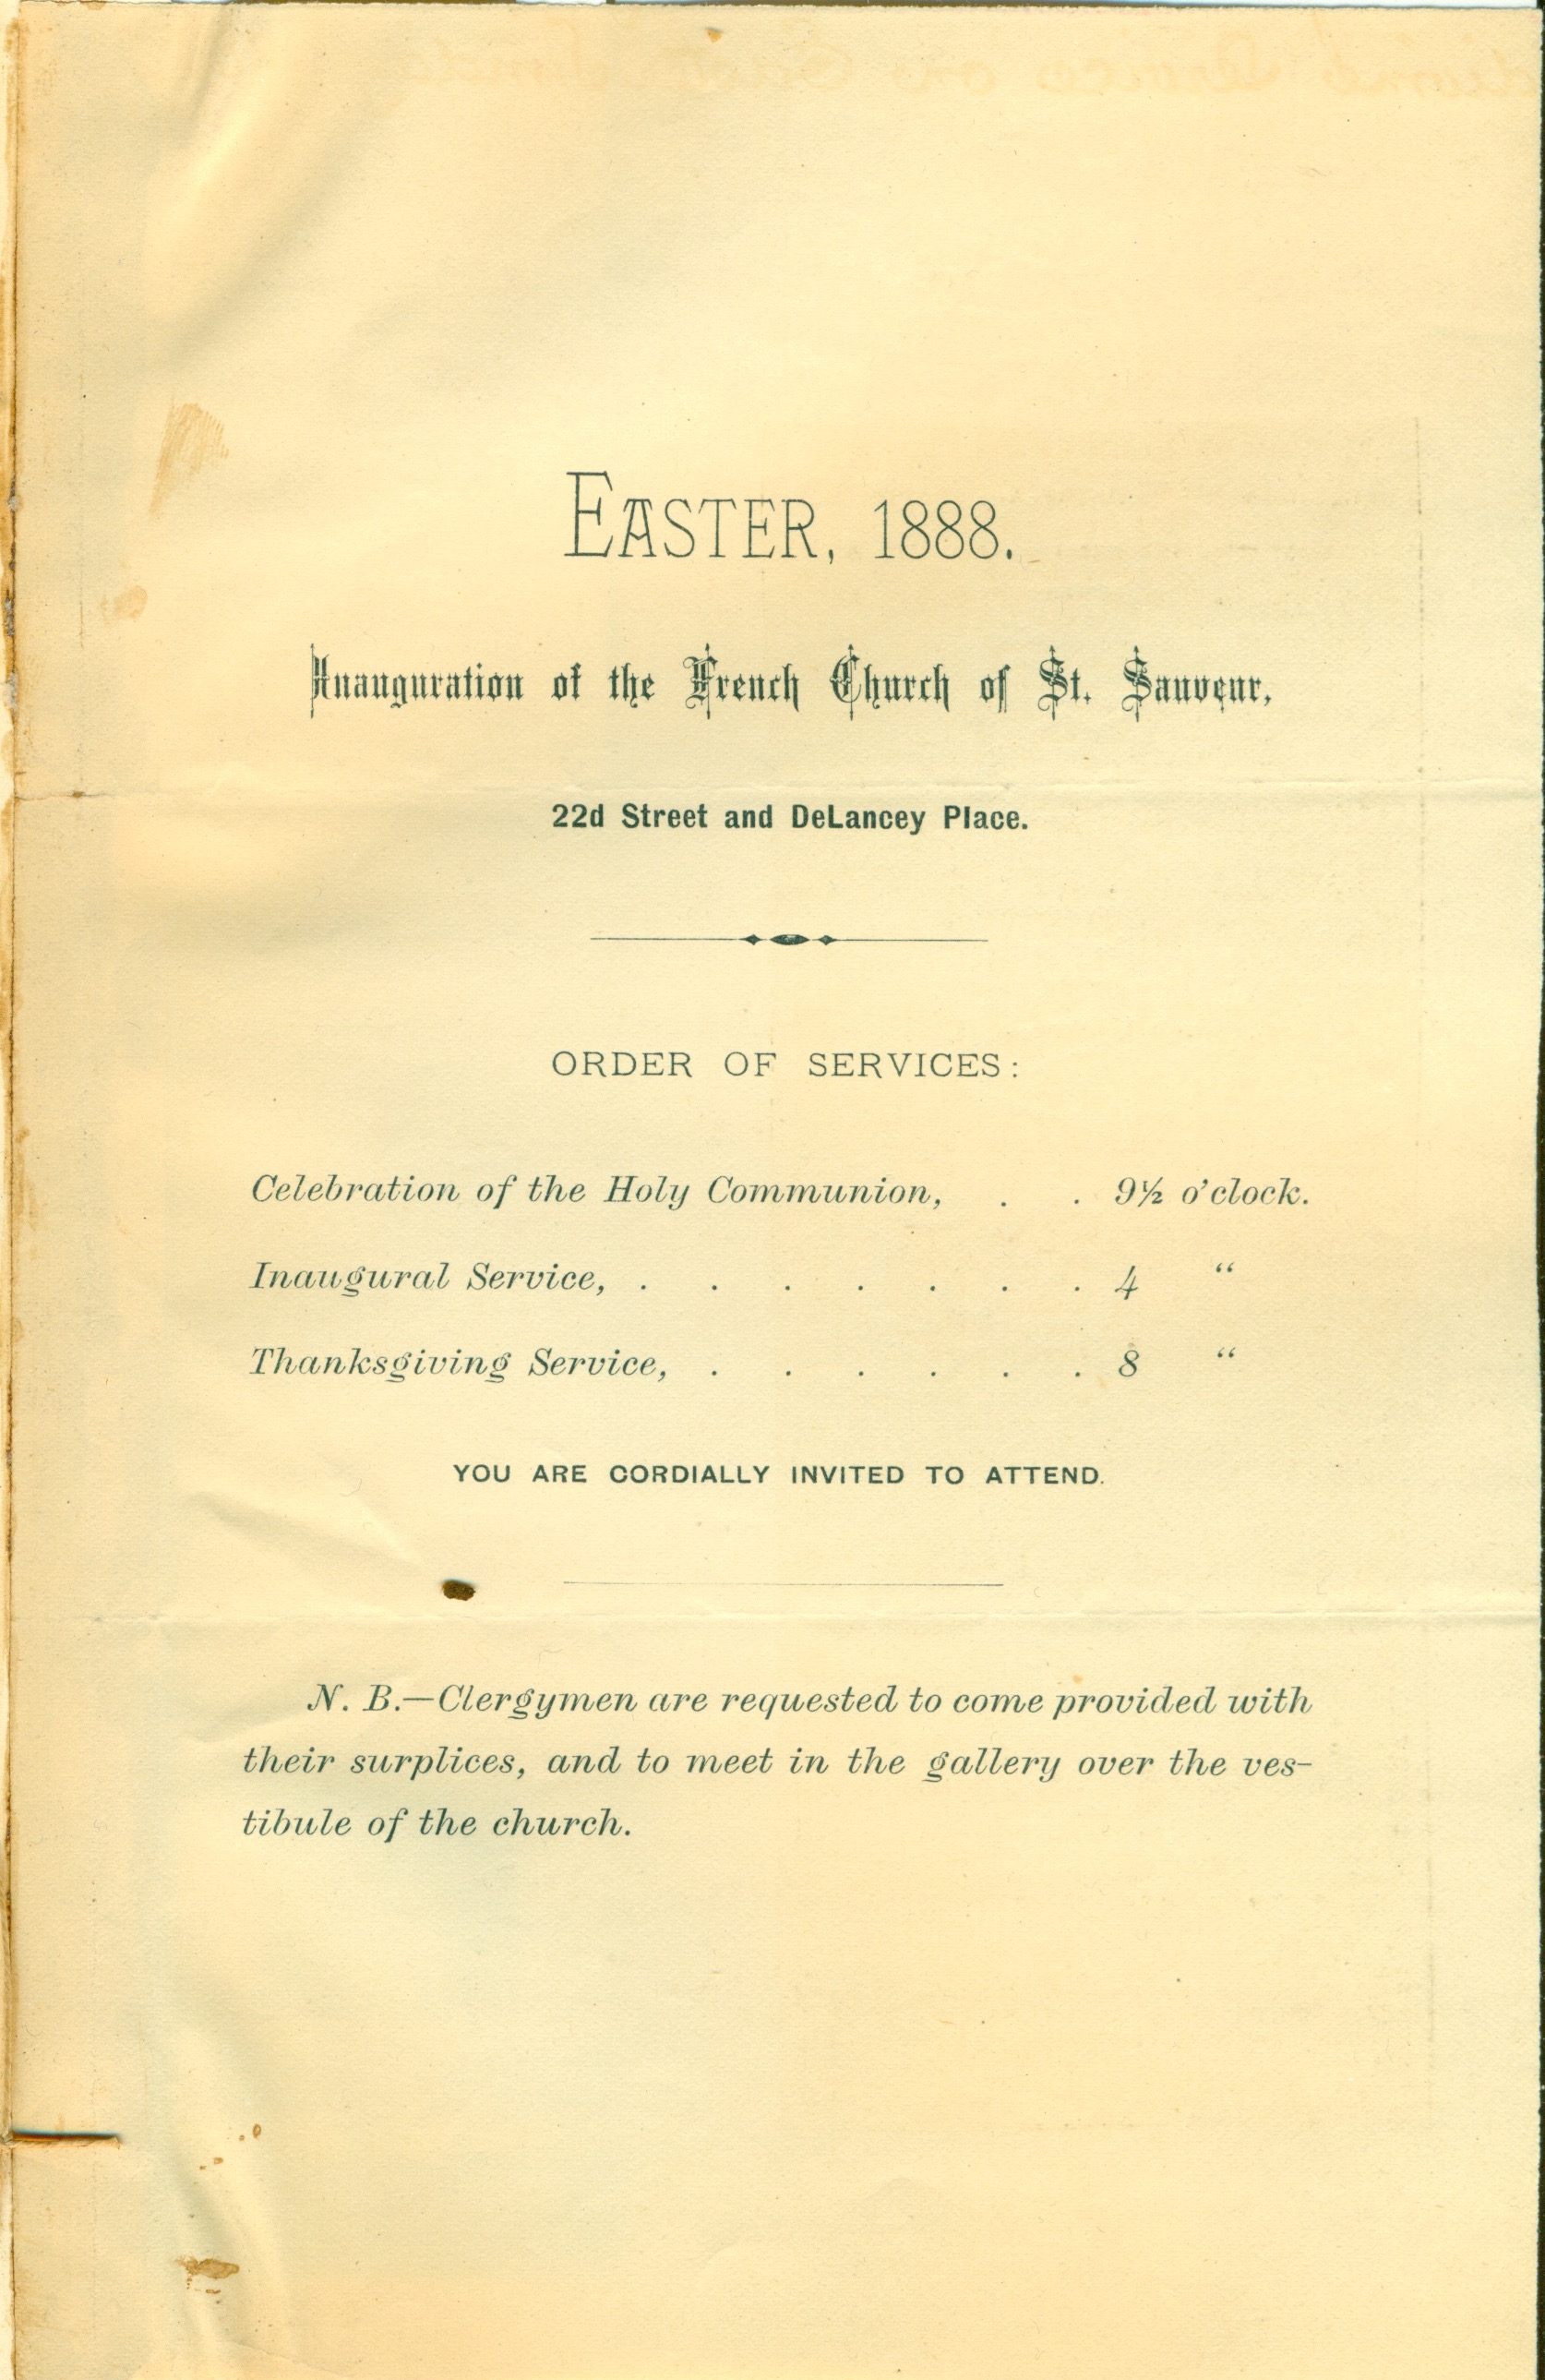 EASTER, 1888.
Inauguration of the French Church of St. Sauveur,
22d Street and DeLancey Place.
ORDER OF SERVICES:
Celebration of the Holy Communion, . . 9½ o'clock.
Inaugural Service, . . . . . . . 4 “
Thanksgiving Service, . . . . . . 8 “
YOU ARE CORDIALLY INVITED TO ATTEND.
N. B.—Clergymen are requested to come provided with
their surplices, and to meet in the gallery over the ves-
tibule of the church.